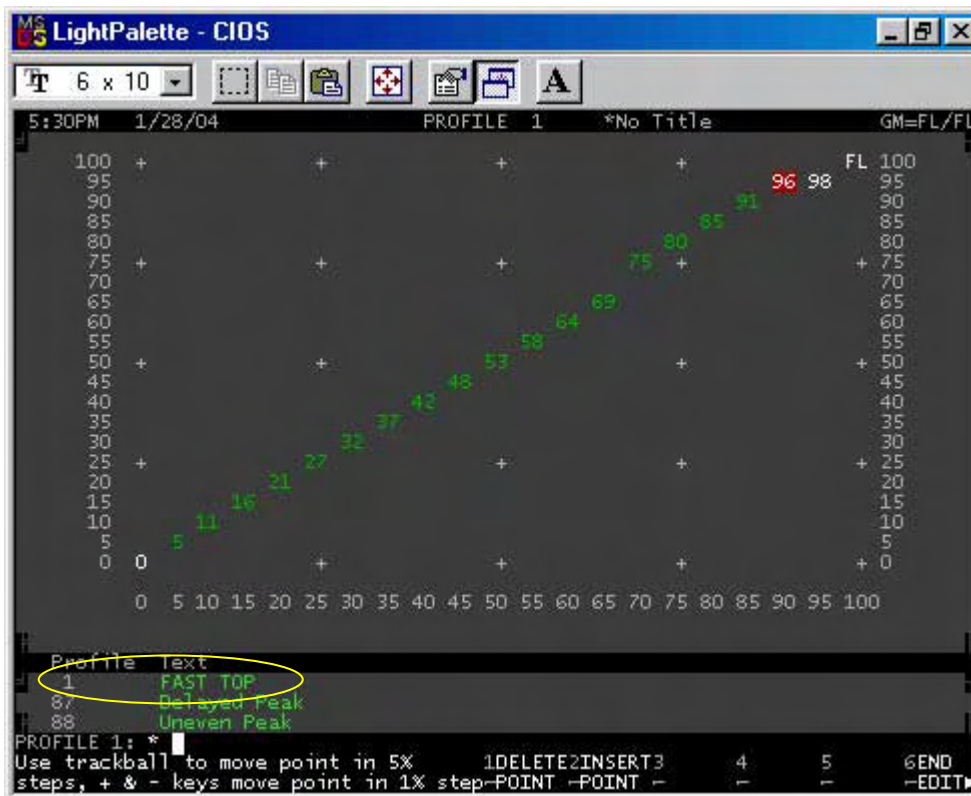 LightPalette - CIOS
6 x 10
A
5:30PM 1/28/04 PROFILE 1 *No Title GM=FL/FL
100 + + + + FL 100
95 96 98 95
90 91 90
85 85 85
80 80 80
75 + + + 75 + + 75
70 70
65 69 65
60 64 60
55 58 55
50 + + 53 + + 50
45 48 45
40 42 40
35 37 35
30 32 30
25 + 27 + + + 25
20 21 20
15 16 15
10 11 10
5 5 5
0 0 + + + + 0
0 5 10 15 20 25 30 35 40 45 50 55 60 65 70 75 80 85 90 95 100
Profile Text
1 FAST TOP
87 Delayed Peak
88 Uneven Peak
PROFILE 1: *
Use trackball to move point in 5% 1DELETE2INSERT3 4 5 6END
steps, + & - keys move point in 1% step—POINT —POINT — — — —EDIT